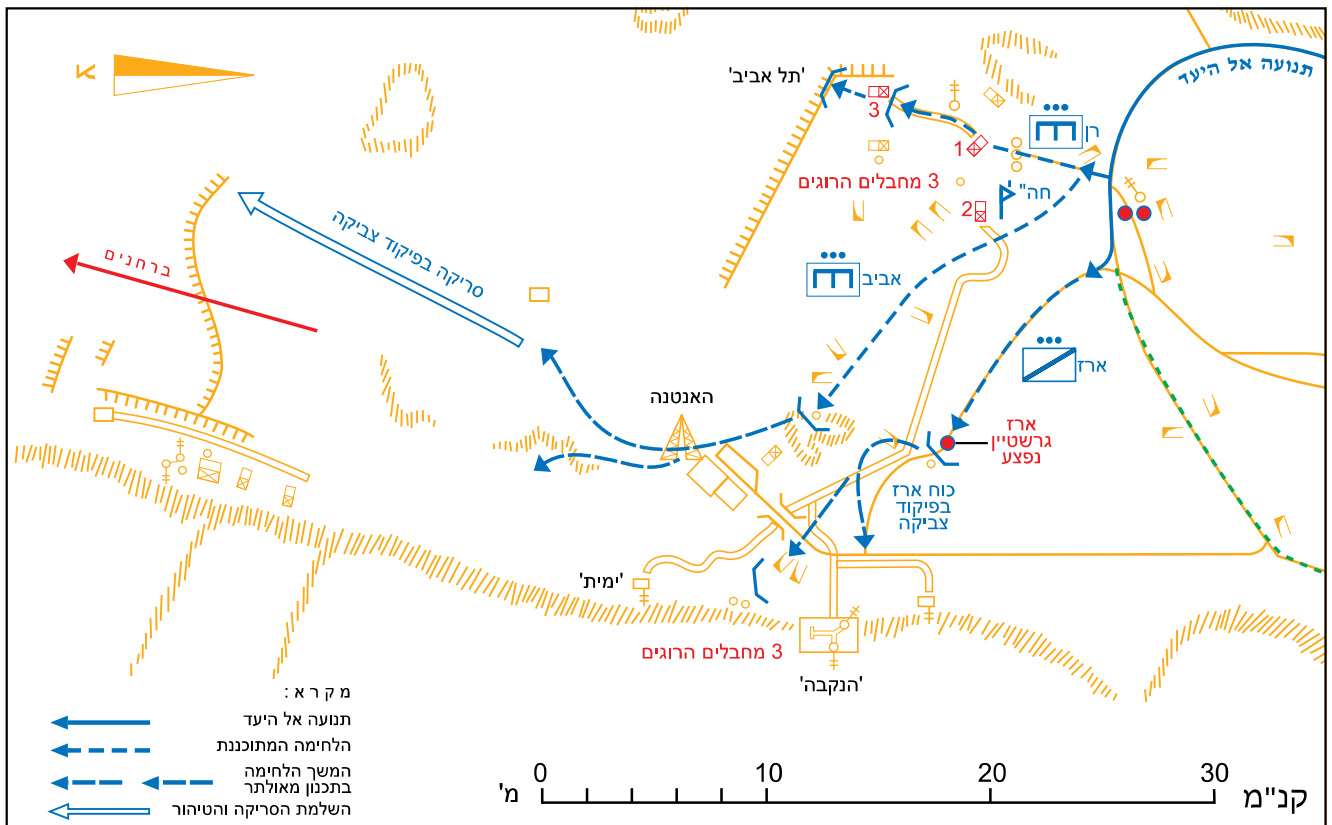 תנועה אל היעד
צ
'תל אביב'
3
רן
1
3 מחבלים הרוגים
חה"
2
אביב
סריקה בפיקוד צביקה
ברחנים
ארז
האנטנה
ארז
גרשטיין
נפצע
כוח ארז
בפיקוד
צביקה
'ימית'
3 מחבלים הרוגים
'הנקבה'
מקרא:
תנועה אל היעד
הלחימה המתוכננת
המשך הלחימה
בתכנון מאולתר
השלמת הסריקה והטיהור
מ' 0 10 20 30 קנ"מ